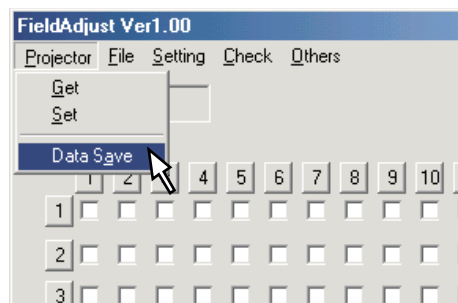 FieldAdjust Ver1.00
Projector File Setting Check Others
Get
Set
Data Save
1 2 3 4 5 6 7 8 9 10
1
2
3